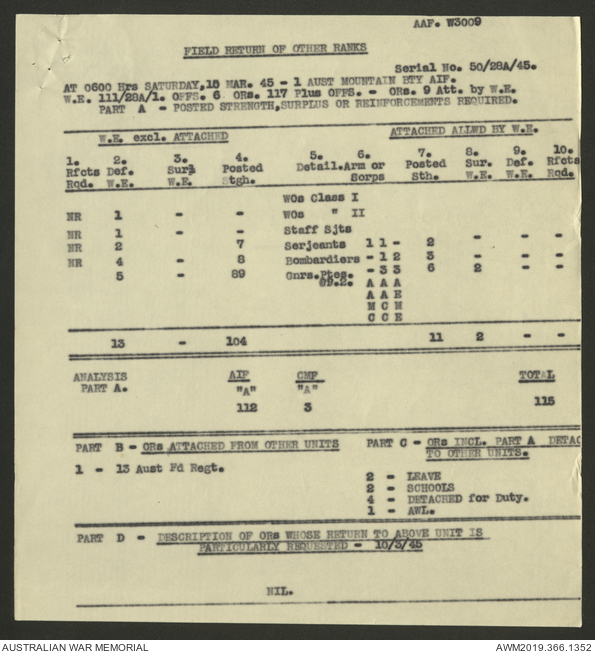 AAF. W3009
FIELD RETURN OF OTHER RANKS
Serial No. 50/28A/45.
AT 0600 Hrs SATURDAY,10 MAR. 45 - 1 AUST MOUNTAIN BTY AIF.
W.E. 111/28A/1. OFFS. 6 ORs. 117 Plus OFFS. - ORs. 9 Att. by W.E.
PART A - POSTED STRENGTH,SURPLUS OR REINFORCEMENTS REQUIRED.
W.E. excl. ATTACHED ATTACHED ALLWD BY W.E.
1. 2. 3. 4. 5. 6. 7. 8. 9. 10.
Rfcts Def. Sur. Posted Detail. Arm or Posted Sur. Def. Rfcts
Rqd. W.E. W.E. Stgh. Scrps Sth. W.E. W.E. Rqd.
WOs Class I
NR 1 - - WOs " II
NR 1 - - Staff Sjts - - -
NR 2 - 7 Serjeants 1 1 - 2 - - -
NR 4 - 8 Bombardiers - 1 2 3 - - -
5 - 89 Gnrs.Ptes. - 3 3 6 2 - -
A A A
A A E
M C M
C C E
13 - 104 11 2 - -
ANALYSIS AIF CMF TOTAL
PART A. "A" "A"
112 3 115
PART B - ORs ATTACHED FROM OTHER UNITS PART C - ORs INCL. PART A DETAC
TO OTHER UNITS.
1 - 13 Aust Fd Regt.
2 - LEAVE
2 - SCHOOLS
4 - DETACHED for Duty.
1 - AWL.
PART D - DESCRIPTION OF ORs WHOSE RETURN TO ABOVE UNIT IS
PARTICULARLY REQUESTED - 10/3/45
NIL.
AUSTRALIAN WAR MEMORIAL AWM2019.366.1352